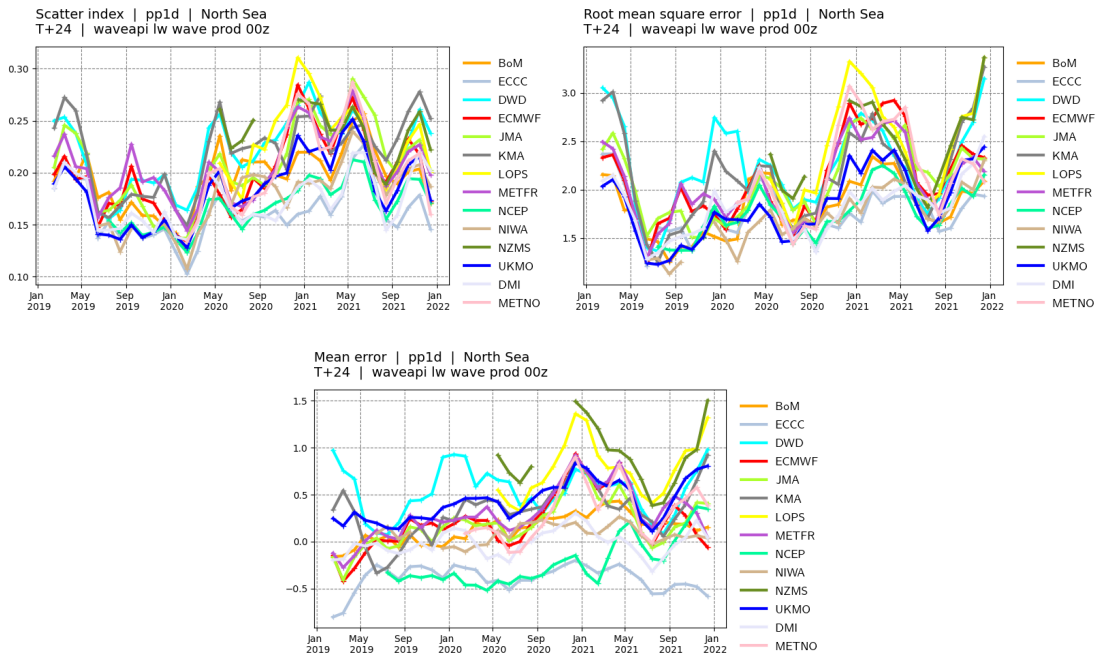 Scatter index | pp1d | North Sea
T+24 | waveapi lw wave prod 00z
0.30
0.25
0.20
0.15
0.10
Jan May Sep Jan May Sep Jan May Sep Jan
2019 2019 2019 2020 2020 2020 2021 2021 2021 2022
BoM
ECCC
DWD
ECMWF
JMA
KMA
LOPS
METFR
NCEP
NIWA
NZMS
UKMO
DMI
METNO
Root mean square error | pp1d | North Sea
T+24 | waveapi lw wave prod 00z
3.0
2.5
2.0
1.5
Jan May Sep Jan May Sep Jan May Sep Jan
2019 2019 2019 2020 2020 2020 2021 2021 2021 2022
BoM
ECCC
DWD
ECMWF
JMA
KMA
LOPS
METFR
NCEP
NIWA
NZMS
UKMO
DMI
METNO
Mean error | pp1d | North Sea
T+24 | waveapi lw wave prod 00z
1.5
1.0
0.5
0.0
−0.5
Jan May Sep Jan May Sep Jan May Sep Jan
2019 2019 2019 2020 2020 2020 2021 2021 2021 2022
BoM
ECCC
DWD
ECMWF
JMA
KMA
LOPS
METFR
NCEP
NIWA
NZMS
UKMO
DMI
METNO